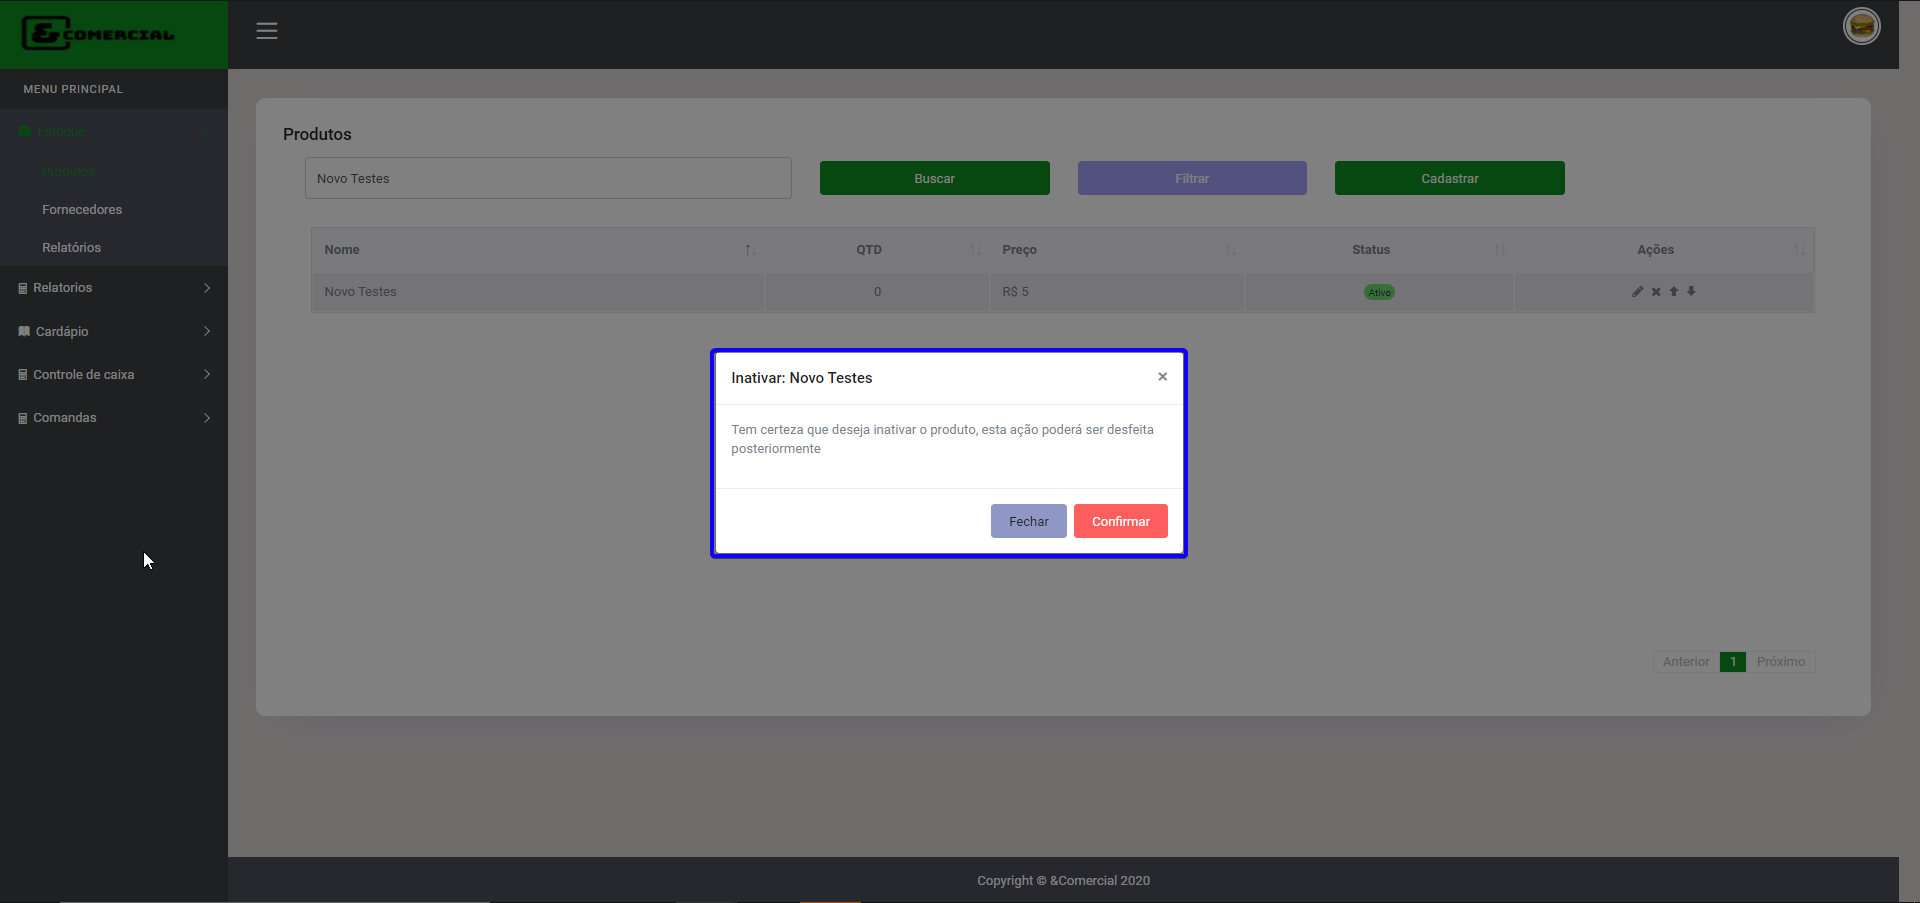 &COMERCIAL
MENU PRINCIPAL
Estoque
Produtos
Fornecedores
Relatórios
Relatorios
Cardápio
Controle de caixa
Comandas
Produtos
Novo Testes
Buscar
Filtrar
Cadastrar
Nome QTD Preço Status Ações
Novo Testes 0 R$ 5 Ativo
Inativar: Novo Testes ×
Tem certeza que deseja inativar o produto, esta ação poderá ser desfeita
posteriormente
Fechar Confirmar
Anterior 1 Próximo
Copyright © &Comercial 2020